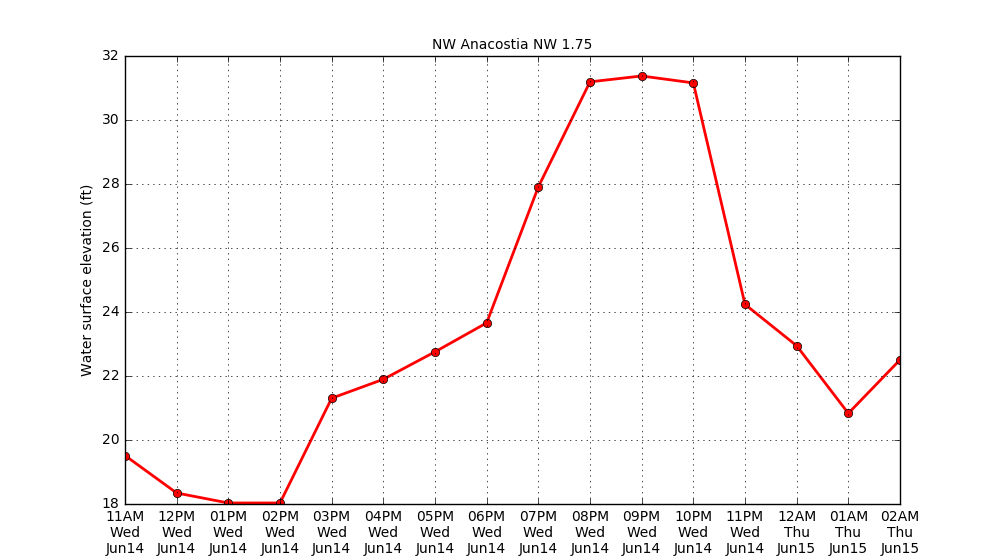 NW Anacostia NW 1.75
Water surface elevation (ft)
32
30
28
26
24
22
20
18
11AM 12PM 01PM 02PM 03PM 04PM 05PM 06PM 07PM 08PM 09PM 10PM 11PM 12AM 01AM 02AM
Wed Wed Wed Wed Wed Wed Wed Wed Wed Wed Wed Wed Wed Thu Thu Thu
Jun14 Jun14 Jun14 Jun14 Jun14 Jun14 Jun14 Jun14 Jun14 Jun14 Jun14 Jun14 Jun14 Jun15 Jun15 Jun15